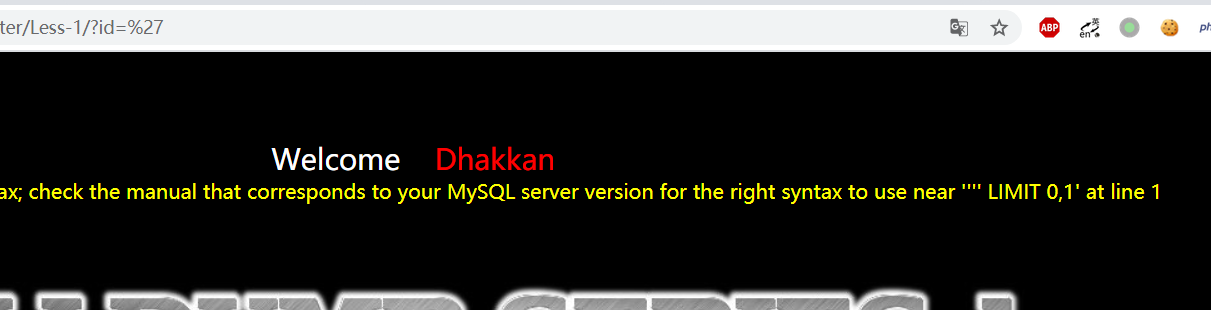 ter/Less-1/?id=%27
ABP 英 en ph
Welcome Dhakkan
ax; check the manual that corresponds to your MySQL server version for the right syntax to use near '''' LIMIT 0,1' at line 1